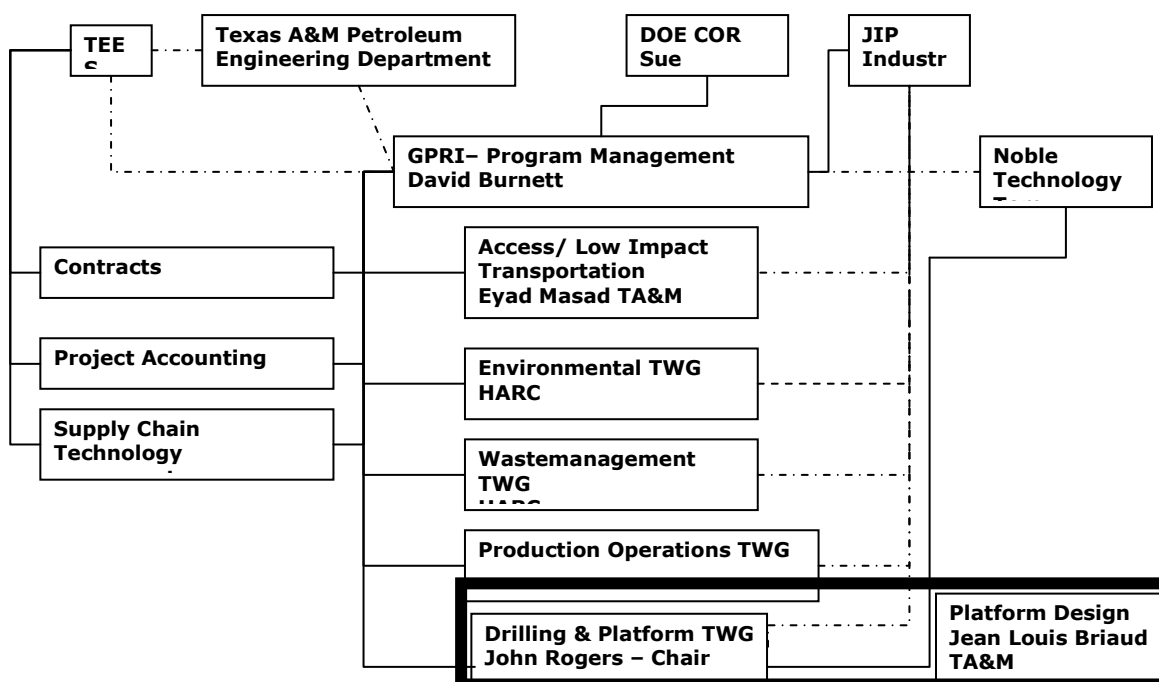 TEE
Texas A&M Petroleum
Engineering Department
DOE COR
Sue
JIP
Industr
GPRI– Program Management
David Burnett
Noble
Technology
Contracts
Access/ Low Impact
Transportation
Eyad Masad TA&M
Project Accounting
Environmental TWG
HARC
Supply Chain
Technology
Wastemanagement
TWG
HARC
Production Operations TWG
Drilling & Platform TWG
John Rogers – Chair
Platform Design
Jean Louis Briaud
TA&M